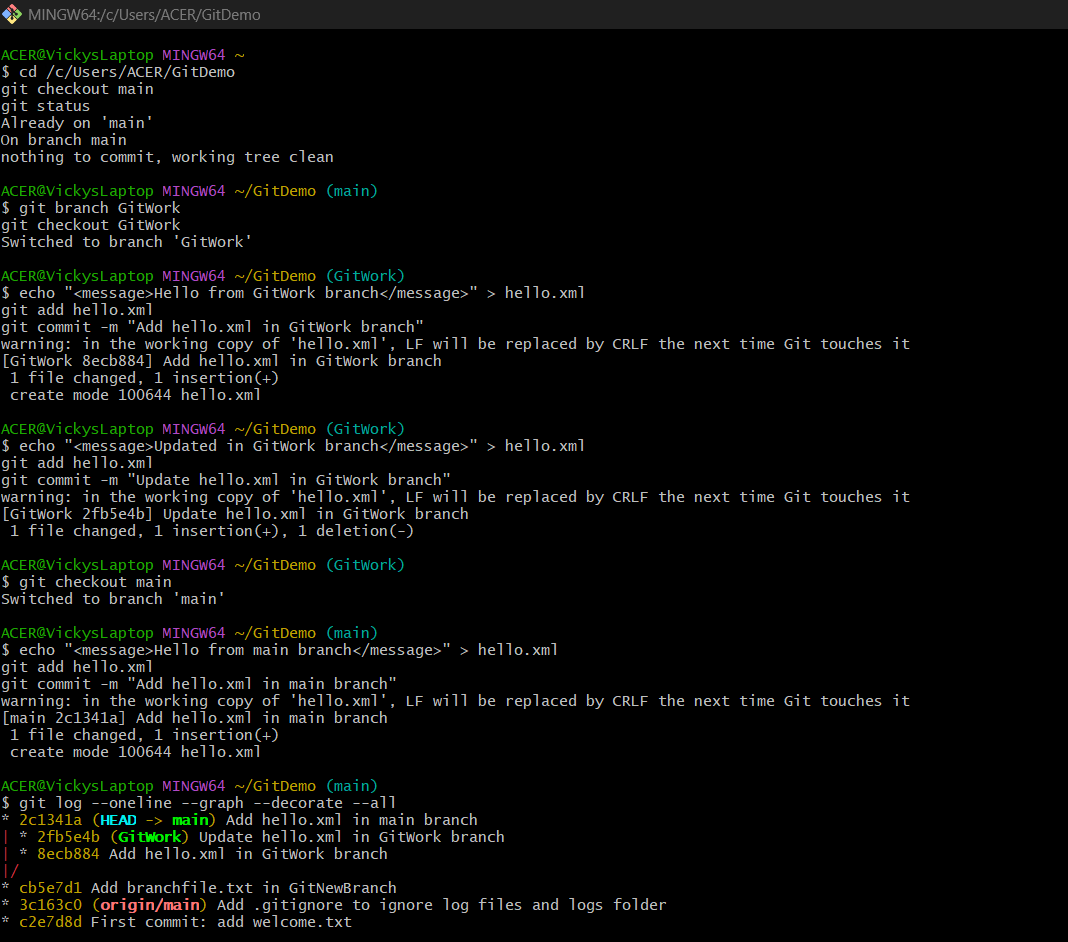 MINGW64:/c/Users/ACER/GitDemo
ACER@VickysLaptop MINGW64 ~
$ cd /c/Users/ACER/GitDemo
git checkout main
git status
Already on 'main'
On branch main
nothing to commit, working tree clean
ACER@VickysLaptop MINGW64 ~/GitDemo (main)
$ git branch GitWork
git checkout GitWork
Switched to branch 'GitWork'
ACER@VickysLaptop MINGW64 ~/GitDemo (GitWork)
$ echo "<message>Hello from GitWork branch</message>" > hello.xml
git add hello.xml
git commit -m "Add hello.xml in GitWork branch"
warning: in the working copy of 'hello.xml', LF will be replaced by CRLF the next time Git touches it
[GitWork 8ecb884] Add hello.xml in GitWork branch
 1 file changed, 1 insertion(+)
 create mode 100644 hello.xml
ACER@VickysLaptop MINGW64 ~/GitDemo (GitWork)
$ echo "<message>Updated in GitWork branch</message>" > hello.xml
git add hello.xml
git commit -m "Update hello.xml in GitWork branch"
warning: in the working copy of 'hello.xml', LF will be replaced by CRLF the next time Git touches it
[GitWork 2fb5e4b] Update hello.xml in GitWork branch
 1 file changed, 1 insertion(+), 1 deletion(-)
ACER@VickysLaptop MINGW64 ~/GitDemo (GitWork)
$ git checkout main
Switched to branch 'main'
ACER@VickysLaptop MINGW64 ~/GitDemo (main)
$ echo "<message>Hello from main branch</message>" > hello.xml
git add hello.xml
git commit -m "Add hello.xml in main branch"
warning: in the working copy of 'hello.xml', LF will be replaced by CRLF the next time Git touches it
[main 2c1341a] Add hello.xml in main branch
 1 file changed, 1 insertion(+)
 create mode 100644 hello.xml
ACER@VickysLaptop MINGW64 ~/GitDemo (main)
$ git log --oneline --graph --decorate --all
* 2c1341a (HEAD -> main) Add hello.xml in main branch
| * 2fb5e4b (GitWork) Update hello.xml in GitWork branch
| * 8ecb884 Add hello.xml in GitWork branch
|/
* cb5e7d1 Add branchfile.txt in GitNewBranch
* 3c163c0 (origin/main) Add .gitignore to ignore log files and logs folder
* c2e7d8d First commit: add welcome.txt